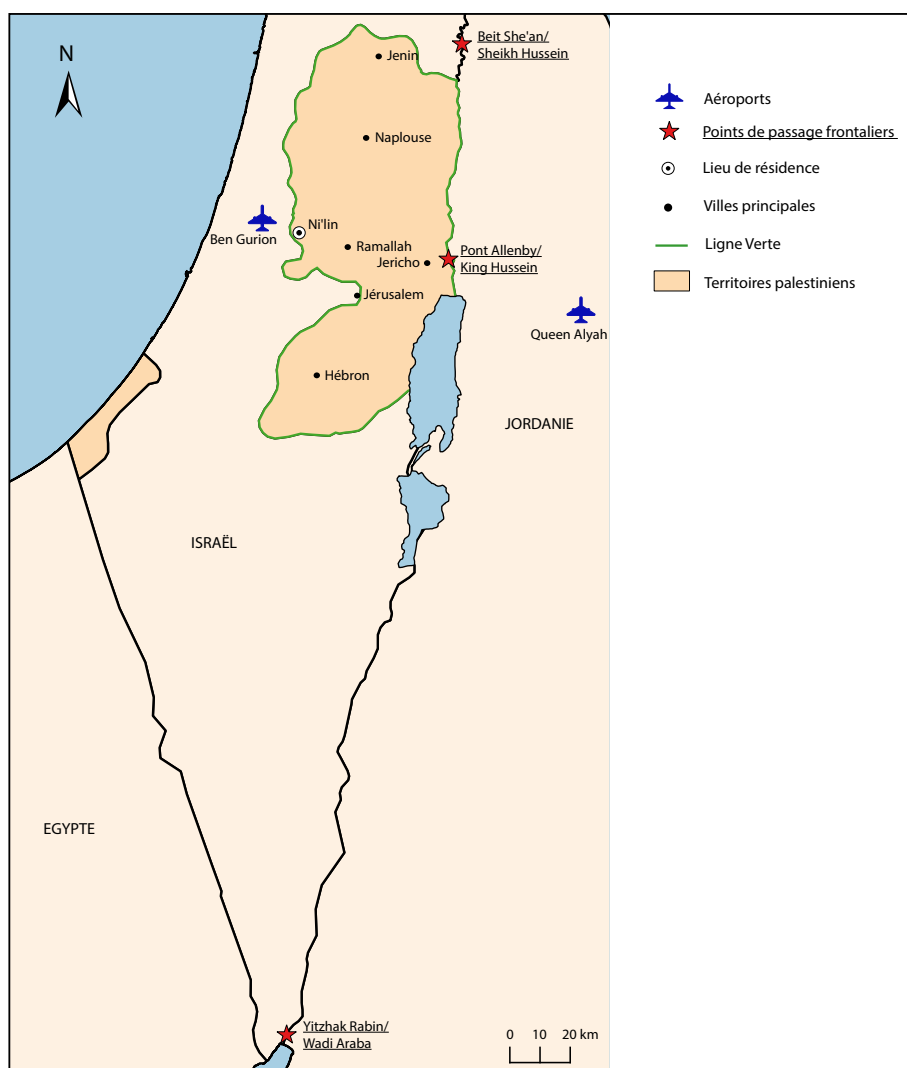 N
Beit She'an/
Sheikh Hussein
Jenin
Naplouse
Ni'lin
Ben Gurion
Ramallah
Jericho
Pont Allenby/
King Hussein
Jérusalem
Queen Alyah
Hébron
JORDANIE
ISRAËL
EGYPTE
Yitzhak Rabin/
Wadi Araba
0 10 20 km
Aéroports
Points de passage frontaliers
Lieu de résidence
Villes principales
Ligne Verte
Territoires palestiniens